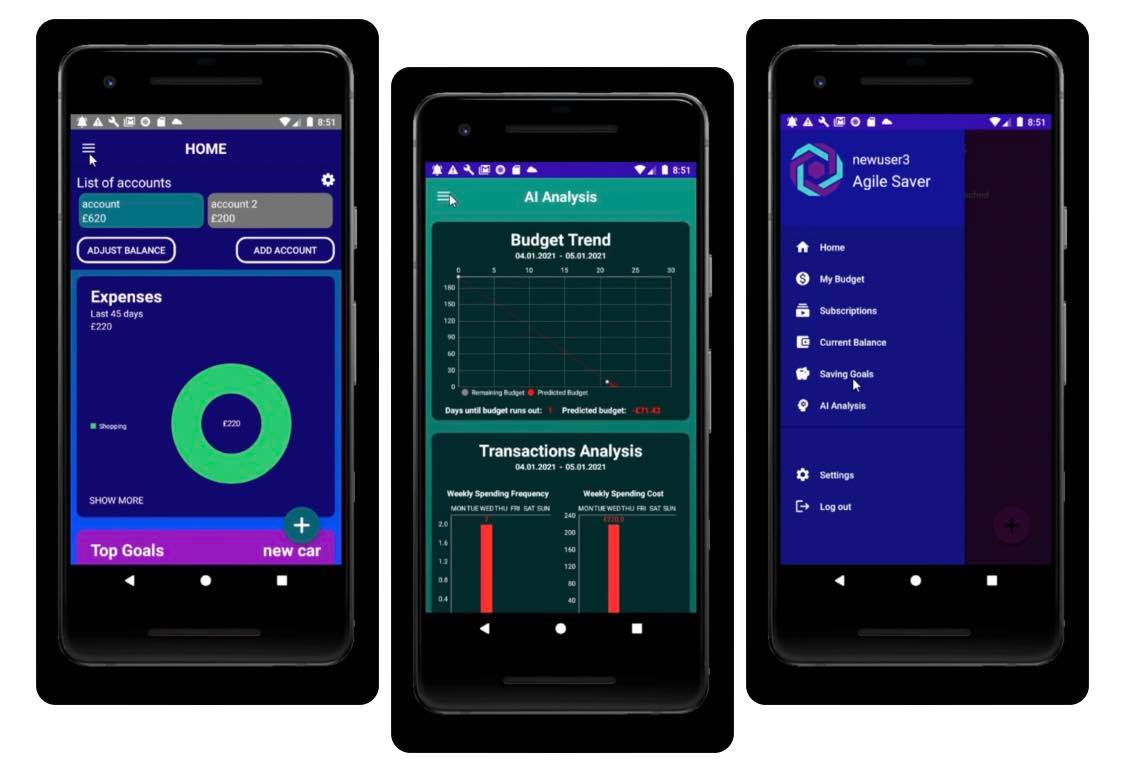 8:51
HOME
List of accounts
account
£620
account 2
£200
ADJUST BALANCE
ADD ACCOUNT
Expenses
Last 45 days
£220
£220
Shopping
SHOW MORE
+
Top Goals
new car
8:51
AI Analysis
Budget Trend
04.01.2021 - 05.01.2021
0 5 10 15 20 25 30
180
150
120
90
60
30
0
Remaining Budget Predicted Budget
Days until budget runs out: 1 Predicted budget: -£71.43
Transactions Analysis
04.01.2021 - 05.01.2021
Weekly Spending Frequency
MON TUE WED THU FRI SAT SUN
2.0
1.6
1.2
0.8
0.4
Weekly Spending Cost
MON TUE WED THU FRI SAT SUN
240
£220.0
200
160
120
80
40
8:51
newuser3
Agile Saver
Home
My Budget
Subscriptions
Current Balance
Saving Goals
AI Analysis
Settings
Log out
+